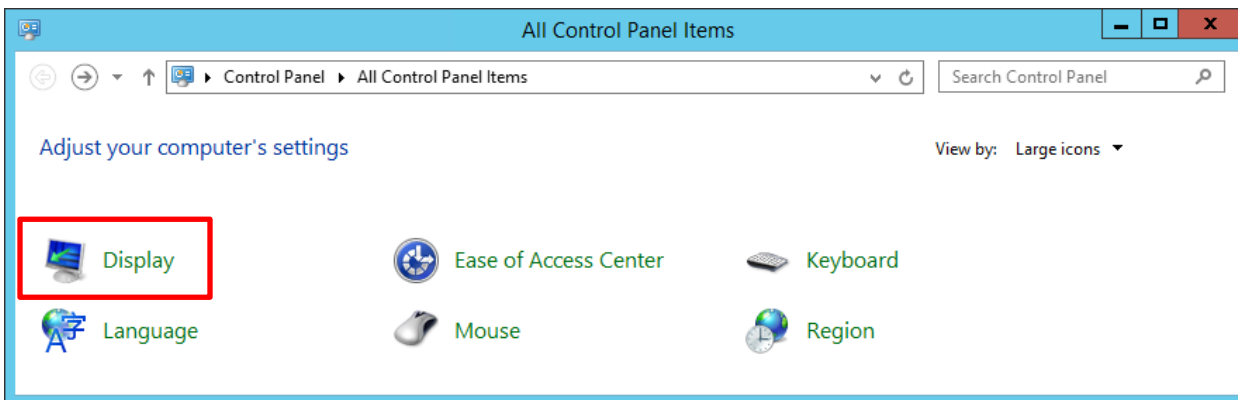 All Control Panel Items
Control Panel All Control Panel Items Search Control Panel
Adjust your computer's settings View by: Large icons
Display Ease of Access Center Keyboard
Language Mouse Region